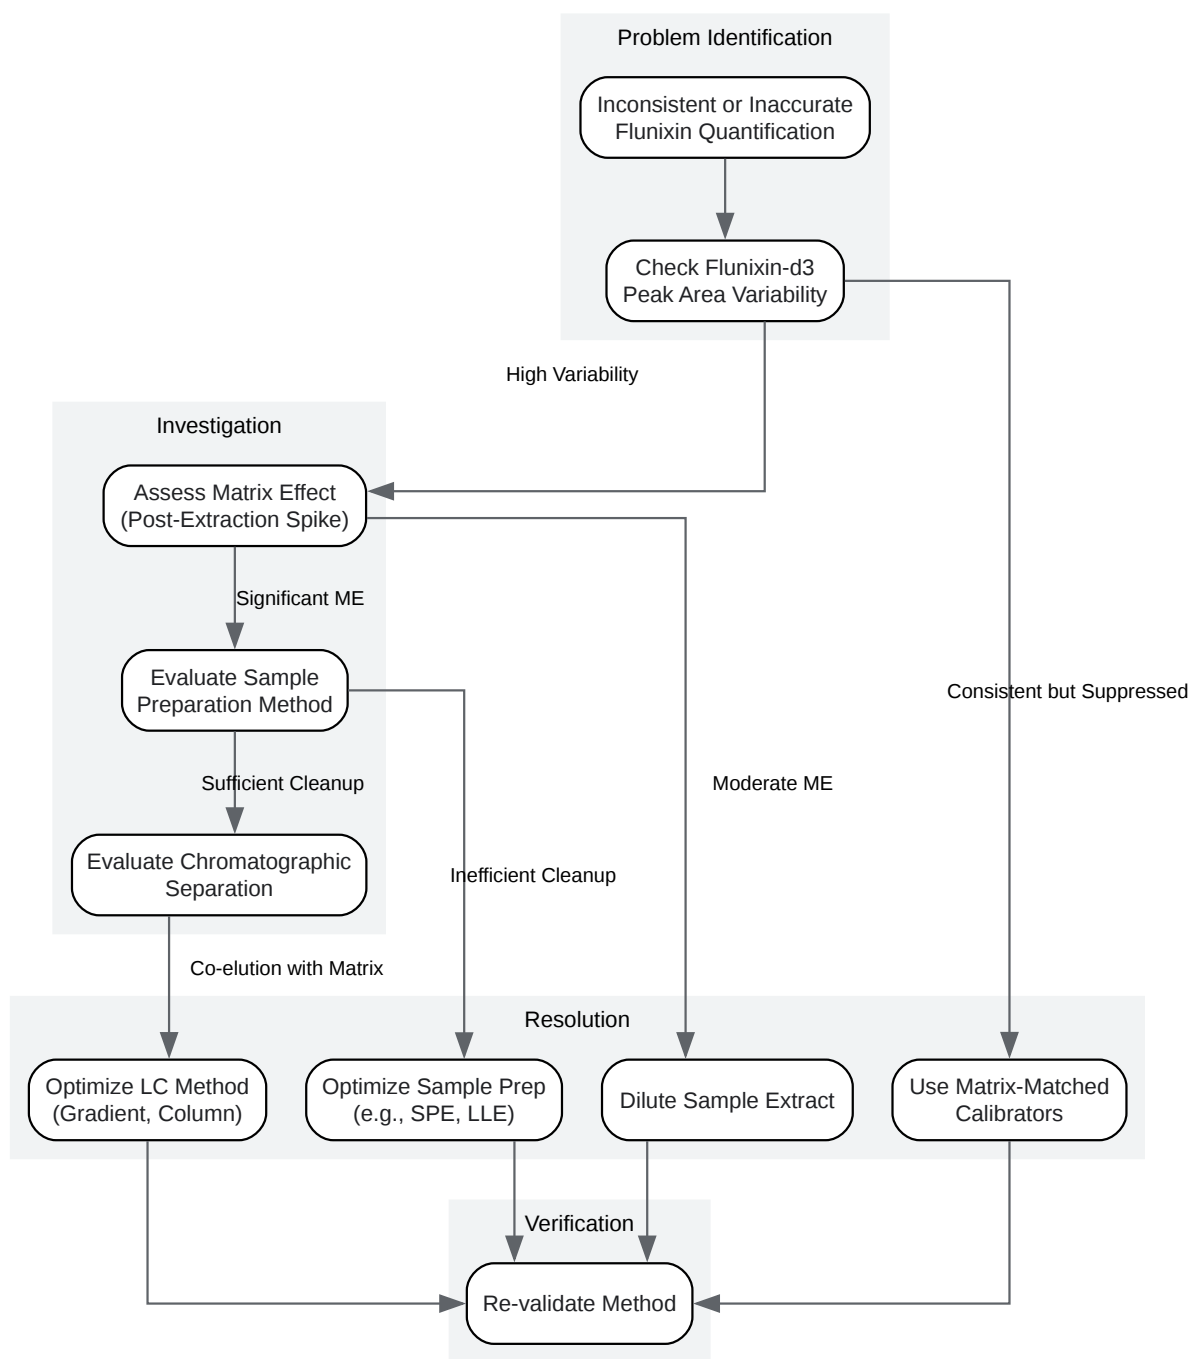 Problem Identification
Inconsistent or Inaccurate
Flunixin Quantification
Check Flunixin-d3
Peak Area Variability
High Variability
Investigation
Assess Matrix Effect
(Post-Extraction Spike)
Significant ME
Evaluate Sample
Preparation Method
Consistent but Suppressed
Sufficient Cleanup
Moderate ME
Evaluate Chromatographic
Separation
Inefficient Cleanup
Co-elution with Matrix
Resolution
Optimize LC Method
(Gradient, Column)
Optimize Sample Prep
(e.g., SPE, LLE)
Dilute Sample Extract
Use Matrix-Matched
Calibrators
Verification
Re-validate Method